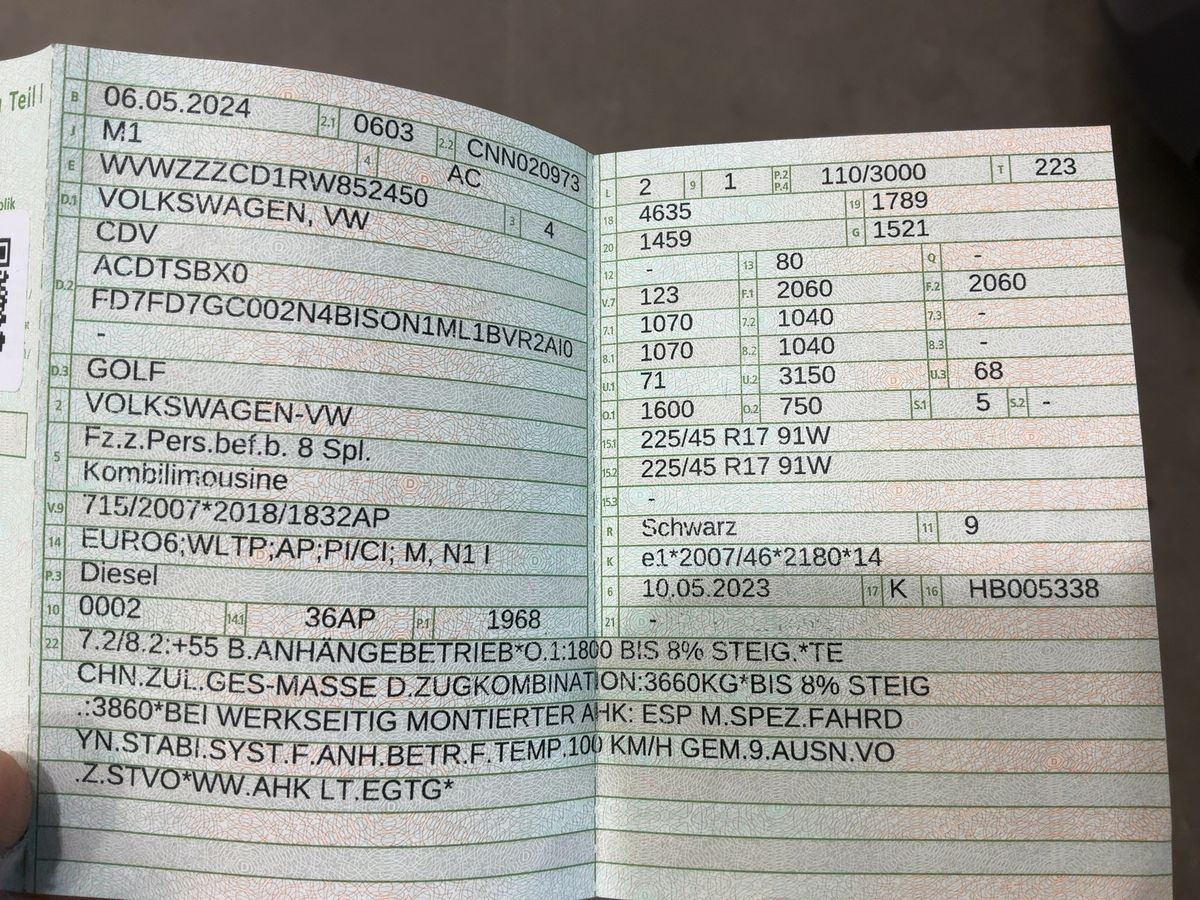 Teil I
B 06.05.2024 2.1 0603 2.2 CNN020973
J M1 4 AC
E WVWZZZCD1RW852450 3 4
D.1 VOLKSWAGEN, VW
CDV
D.2 ACDTSBX0
FD7FD7GC002N4BISON1ML1BVR2AI0
-
D.3 GOLF
2 VOLKSWAGEN-VW
5 Fz.z.Pers.bef.b. 8 Spl.
Kombilimousine
V.9 715/2007*2018/1832AP
14 EURO6;WLTP;AP;PI/CI; M, N1 I
P.3 Diesel
10 0002 14.1 36AP P.1 1968
L 2 9 1 P.2 P.4 110/3000 T 223
18 4635 19 1789
20 1459 G 1521
12 - 13 80 Q -
V.7 123 F.1 2060 F.2 2060
7.1 1070 7.2 1040 7.3 -
8.1 1070 8.2 1040 8.3 -
U.1 71 U.2 3150 U.3 68
O.1 1600 O.2 750 S.1 5 S.2 -
15.1 225/45 R17 91W
15.2 225/45 R17 91W
15.3 -
R Schwarz 11 9
K e1*2007/46*2180*14
6 10.05.2023 17 K 16 HB005338
21 -
22 7.2/8.2:+55 B.ANHÄNGEBETRIEB*O.1:1800 BIS 8% STEIG.*TE
CHN.ZUL.GES-MASSE D.ZUGKOMBINATION:3660KG*BIS 8% STEIG
.:3860*BEI WERKSEITIG MONTIERTER AHK: ESP M.SPEZ.FAHRD
YN.STABI.SYST.F.ANH.BETR.F.TEMP.100 KM/H GEM.9.AUSN.VO
.Z.STVO*WW.AHK LT.EGTG*